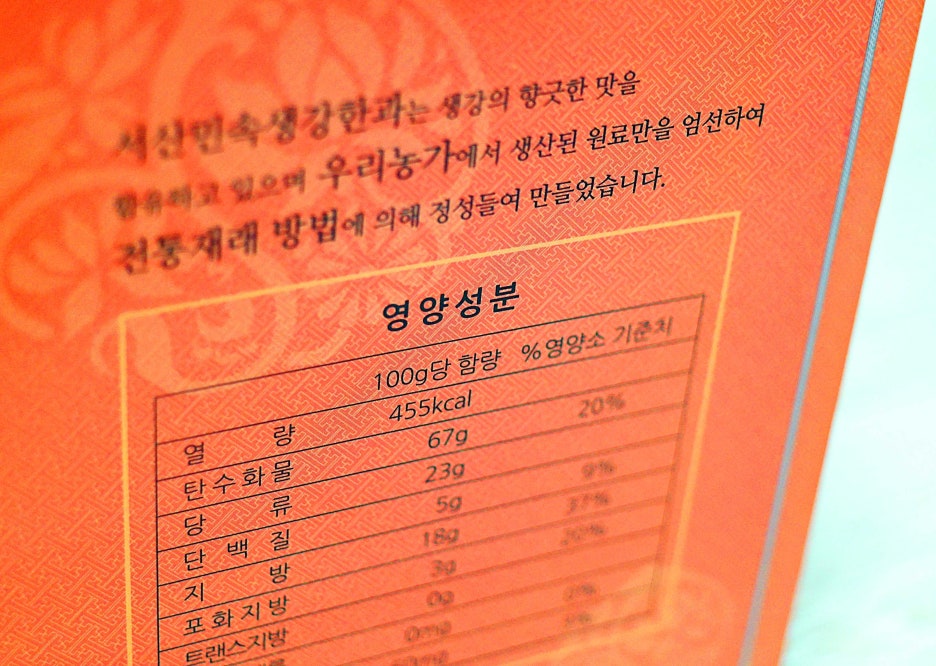 서산민속생강한과는 생강의 향긋한 맛을
함유하고 있으며 우리농가에서 생산된 원료만을 엄선하여
전통재래 방법에 의해 정성들여 만들었습니다.
영양성분
100g당 함량 %영양소 기준치
열 량 455kcal
탄수화물 67g 20%
당 류 23g
단백질 5g 9%
지 방 18g 37%
포화지방 3g 20%
트랜스지방 0g
0mg 0%